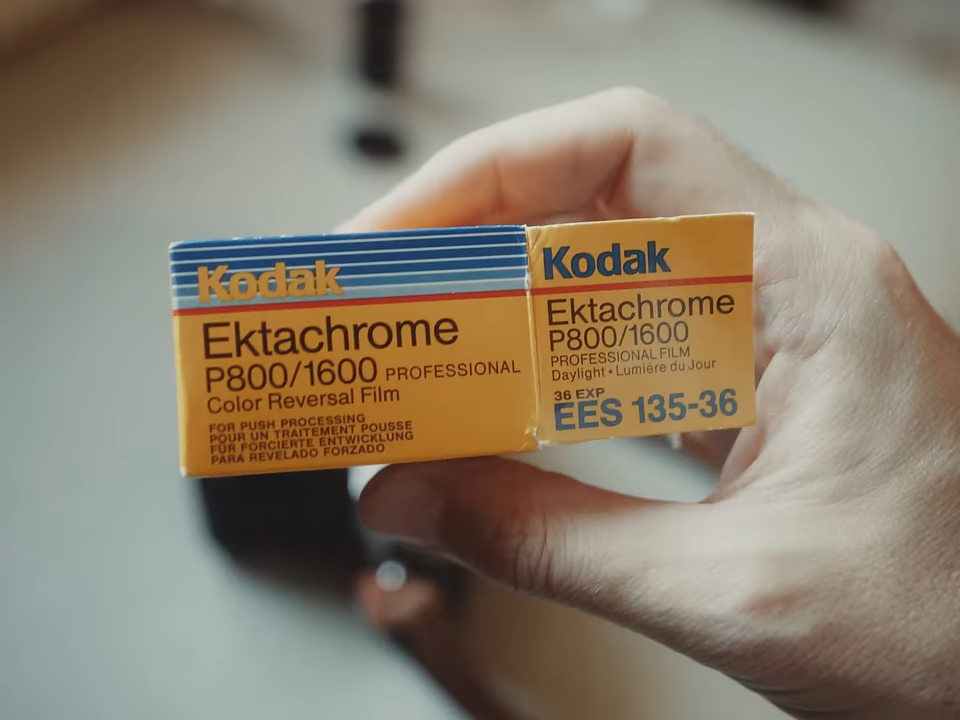 Kodak
Ektachrome
P800/1600 PROFESSIONAL
Color Reversal Film
FOR PUSH PROCESSING
POUR UN TRAITEMENT POUSSE
FÜR FORCIERTE ENTWICKLUNG
PARA REVELADO FORZADO
Kodak
Ektachrome
P800/1600
PROFESSIONAL FILM
Daylight • Lumière du Jour
36 EXP
EES 135-36